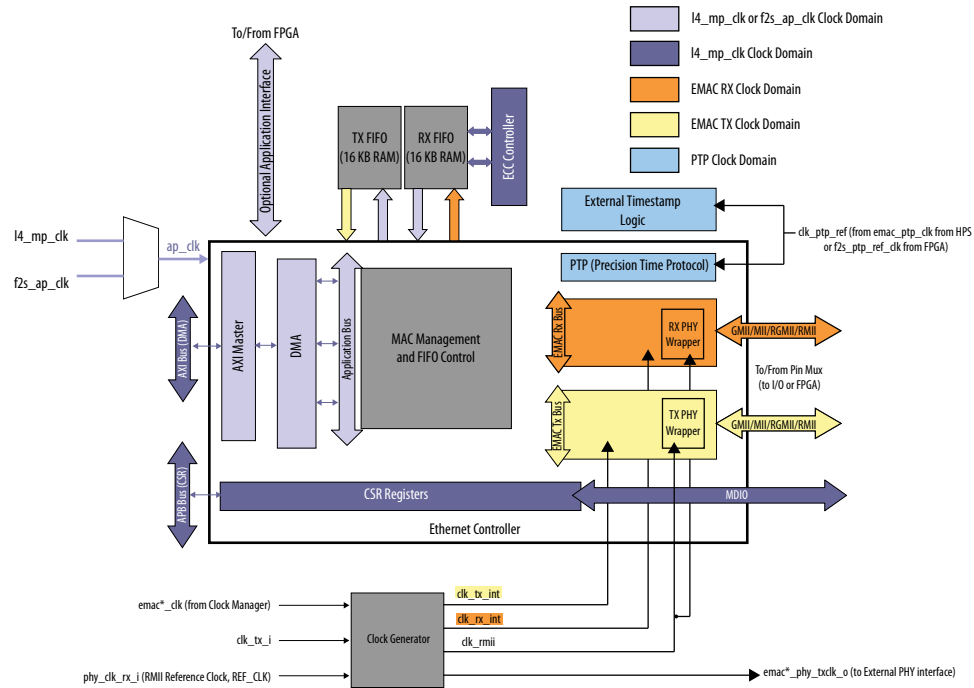 l4_mp_clk or f2s_ap_clk Clock Domain
l4_mp_clk Clock Domain
EMAC RX Clock Domain
EMAC TX Clock Domain
PTP Clock Domain
To/From FPGA
Optional Application Interface
TX FIFO
(16 KB RAM)
RX FIFO
(16 KB RAM)
ECC Controller
External Timestamp
Logic
clk_ptp_ref (from emac_ptp_clk from HPS
or f2s_ptp_ref_clk from FPGA)
PTP (Precision Time Protocol)
l4_mp_clk
f2s_ap_clk
ap_clk
AXI Bus (DMA)
AXI Master
DMA
Application Bus
MAC Management
and FIFO Control
EMAC Rx Bus
RX PHY
Wrapper
GMII/MII/RGMII/RMII
To/From Pin Mux
(to I/O or FPGA)
EMAC Tx Bus
TX PHY
Wrapper
GMII/MII/RGMII/RMII
APB Bus (CSR)
CSR Registers
MDIO
Ethernet Controller
emac*_clk (from Clock Manager)
clk_tx_i
phy_clk_rx_i (RMII Reference Clock, REF_CLK)
Clock Generator
clk_tx_int
clk_rx_int
clk_rmii
emac*_phy_txclk_o (to External PHY interface)